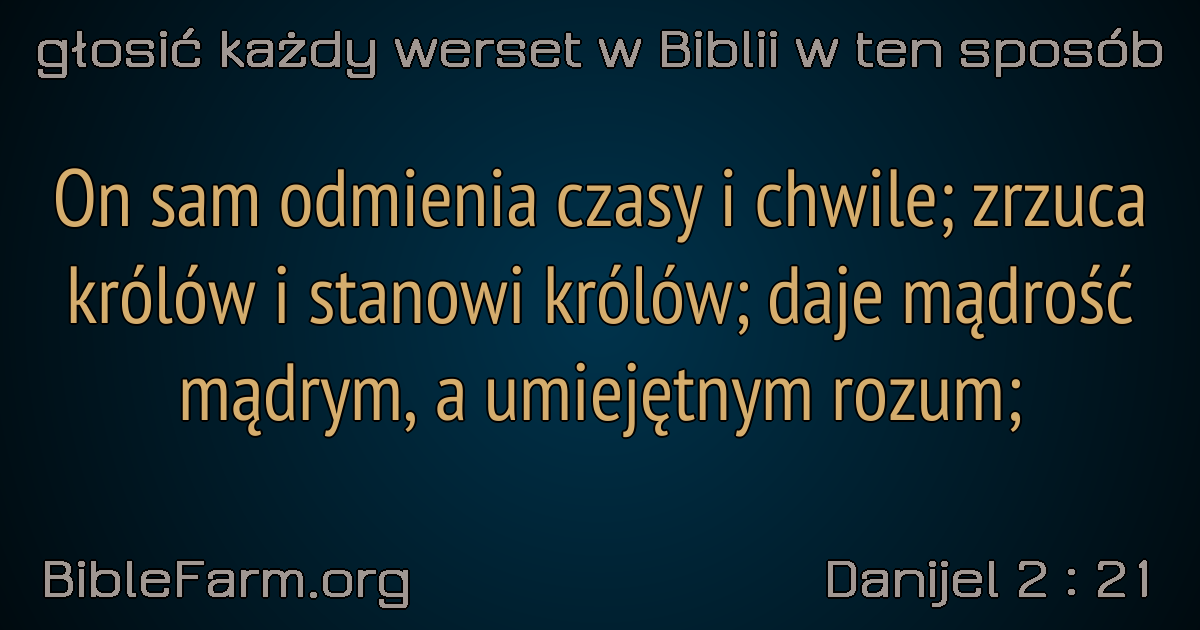 głosić każdy werset w Biblii w ten sposób
On sam odmienia czasy i chwile; zrzuca
królów i stanowi królów; daje mądrość
mądrym, a umiejętnym rozum;
BibleFarm.org
Danijel 2 : 21